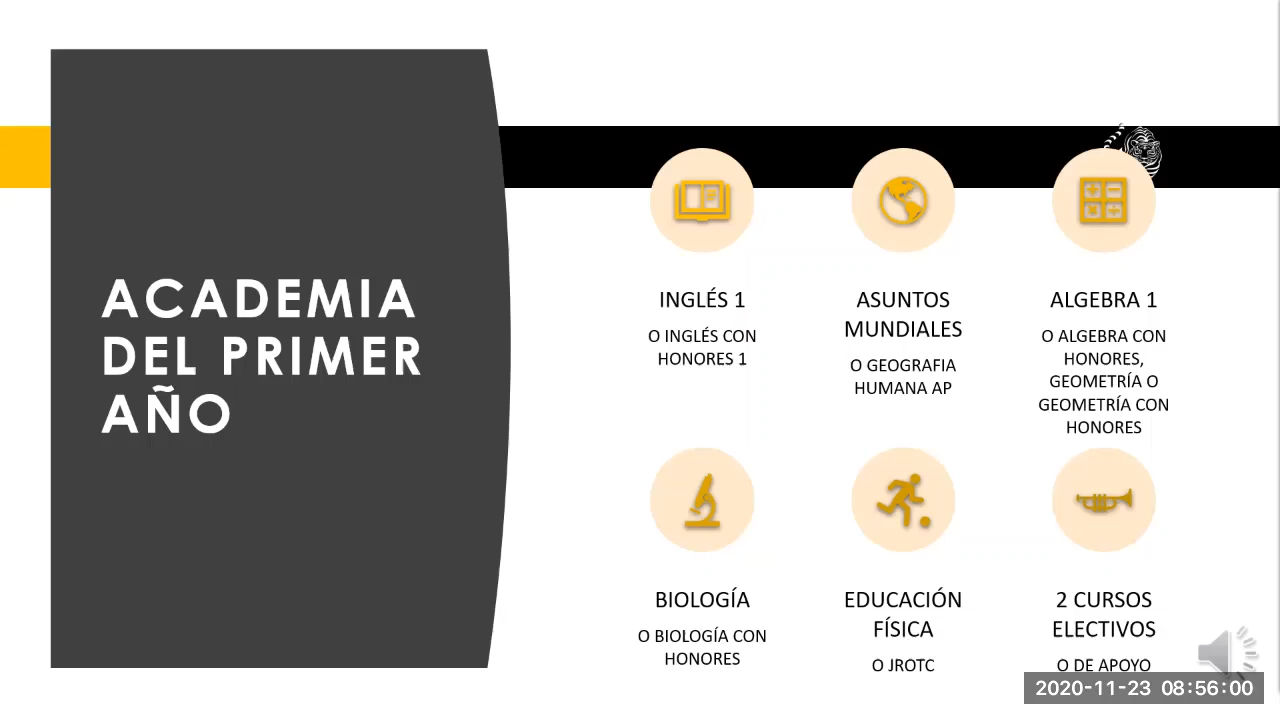 ACADEMIA
DEL PRIMER
AÑO
INGLÉS 1
O INGLÉS CON
HONORES 1
ASUNTOS
MUNDIALES
O GEOGRAFIA
HUMANA AP
ALGEBRA 1
O ALGEBRA CON
HONORES,
GEOMETRÍA O
GEOMETRÍA CON
HONORES
BIOLOGÍA
O BIOLOGÍA CON
HONORES
EDUCACIÓN
FÍSICA
O JROTC
2 CURSOS
ELECTIVOS
O DE APOYO
2020-11-23 08:56:00